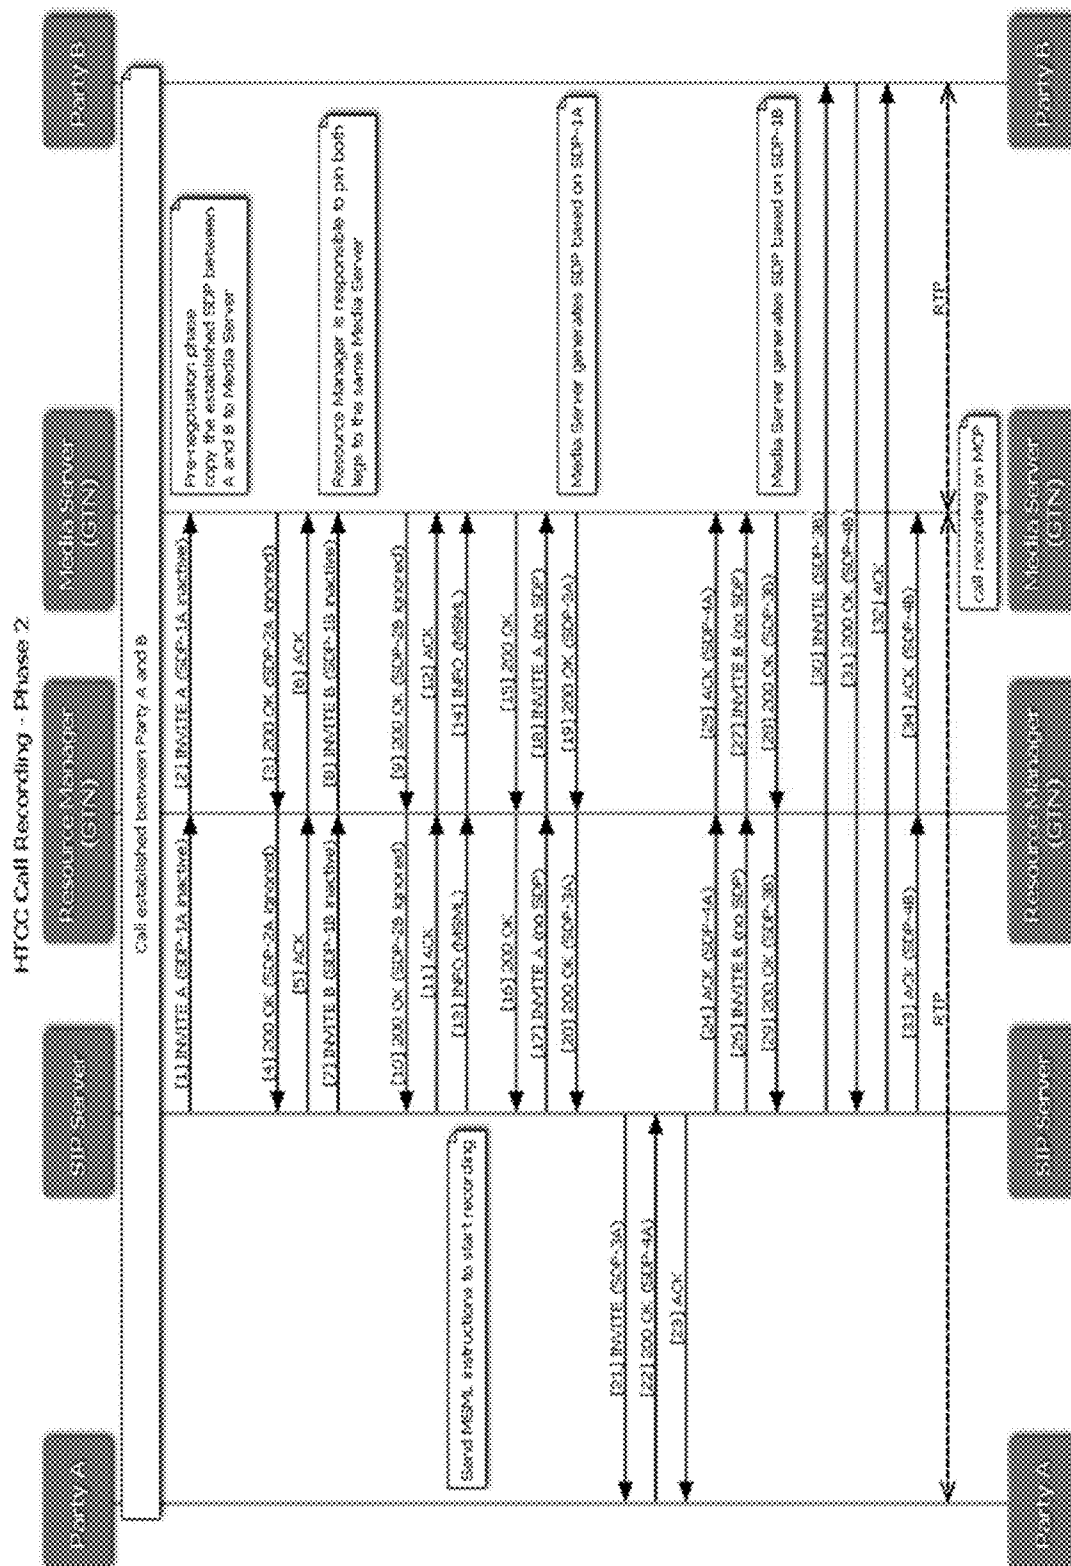 HTCC Call Recording - Phase 2
Party A
SIP Server
Resource Manager
(GTN)
Media Server
(GTN)
Party B
Call established between Party A and B
Pre-negotiation phase
copy the established SDP between
A and B to Media Server
[1] INVITE A (SDP-1A inactive)
[2] INVITE A (SDP-1A inactive)
[3] 200 OK (SDP-2A ignored)
[4] 200 OK (SDP-2A ignored)
[5] ACK
[6] ACK
[7] INVITE B (SDP-1B inactive)
[8] INVITE B (SDP-1B inactive)
Resource Manager is responsible to pin both
legs to the same Media Server
[9] 200 OK (SDP-2B ignored)
[10] 200 OK (SDP-2B ignored)
[11] ACK
[12] ACK
Send MSML instructions to start recording
[13] INFO (MSML)
[14] INFO (MSML)
[15] 200 OK
[16] 200 OK
[17] INVITE A (no SDP)
[18] INVITE A (no SDP)
Media Server generates SDP based on SDP-1A
[19] 200 OK (SDP-3A)
[20] 200 OK (SDP-3A)
[21] INVITE (SDP-3A)
[22] 200 OK (SDP-4A)
[23] ACK
[24] ACK (SDP-4A)
[25] ACK (SDP-4A)
[26] INVITE B (no SDP)
[27] INVITE B (no SDP)
Media Server generates SDP based on SDP-1B
[28] 200 OK (SDP-3B)
[29] 200 OK (SDP-3B)
[30] INVITE (SDP-3B)
[31] 200 OK (SDP-4B)
[32] ACK
[33] ACK (SDP-4B)
[34] ACK (SDP-4B)
RTP
RTP
call recording on MCP
Party A
SIP Server
Resource Manager
(GTN)
Media Server
(GTN)
Party B